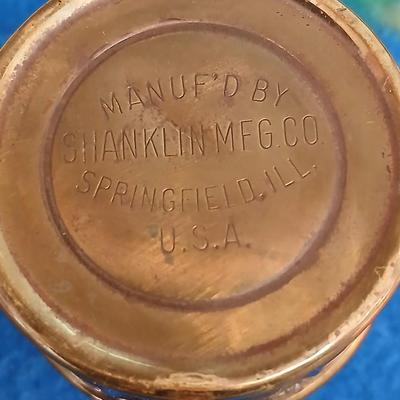 MANUF'D BY
SHANKLIN MFG.CO.
SPRINGFIELD, ILL.
U.S.A.